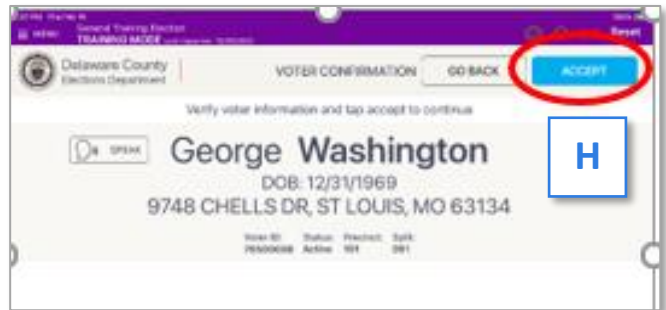 MENU General Training Election Reset
TRAINING MODE
Delaware County
Elections Department
VOTER CONFIRMATION GO BACK ACCEPT
Verify voter information and tap accept to continue
SPEAK George Washington
H
DOB: 12/31/1969
9748 CHELLS DR, ST LOUIS, MO 63134
Voter ID: Status: Precinct: Split:
Active 101